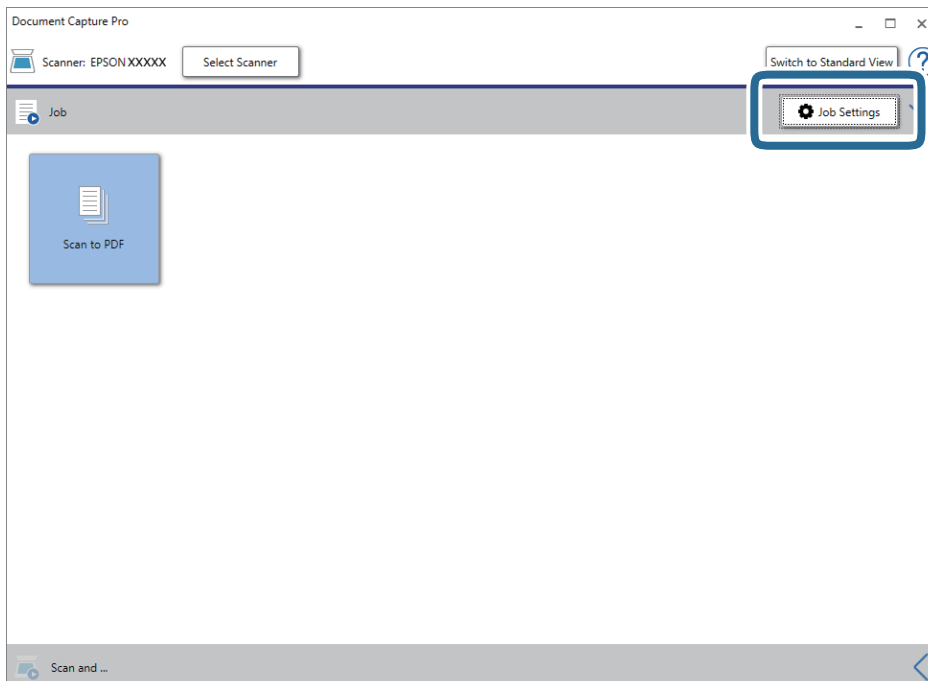 Document Capture Pro
Scanner: EPSON XXXXX
Select Scanner
Switch to Standard View
?
Job
Job Settings
Scan to PDF
Scan and ...